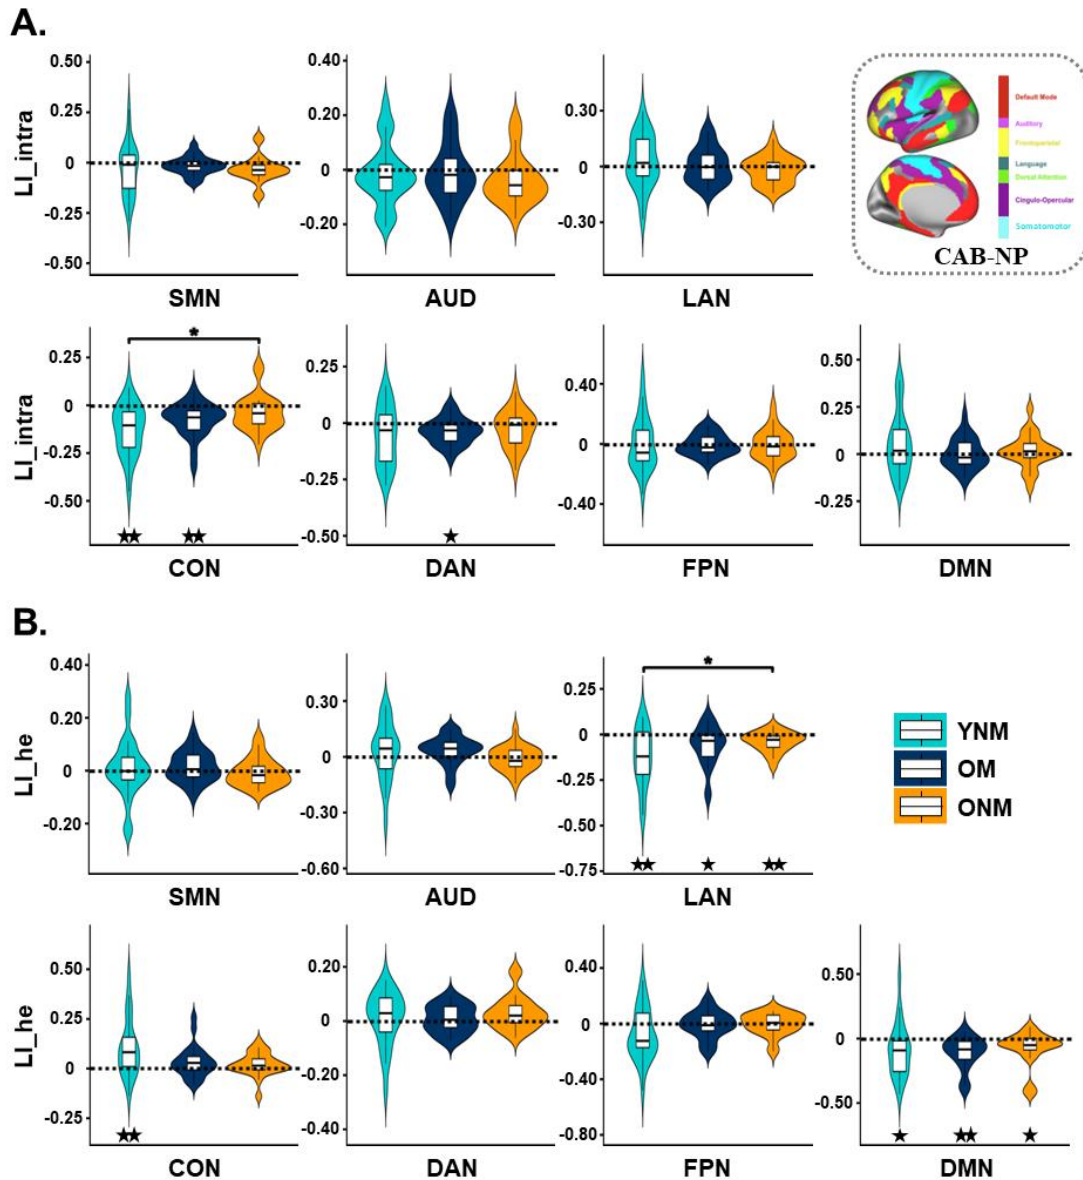 A.
LI_intra
0.50
0.25
0
-0.25
-0.50
SMN
0.40
0.20
0
-0.20
AUD
0.30
0
-0.30
LAN
Default Mode
Auditory
Frontoparietal
Language
Dorsal Attention
Cingulo-Opercular
Somatomotor
CAB-NP
LI_intra
0.25
0
-0.25
-0.50
*
★★
★★
CON
0.25
0
-0.25
-0.50
★
DAN
0.40
0
-0.40
FPN
0.50
0.25
0
-0.25
DMN
B.
LI_he
0.40
0.20
0
-0.20
SMN
0.30
0
-0.30
-0.60
AUD
0.25
0
-0.25
-0.50
-0.75
*
★★
★
★★
LAN
YNM
OM
ONM
LI_he
0.50
0.25
0
-0.25
★★
CON
0.20
0
-0.20
-0.40
DAN
0.40
0
-0.40
-0.80
FPN
0.50
0
-0.50
★
★★
★
DMN